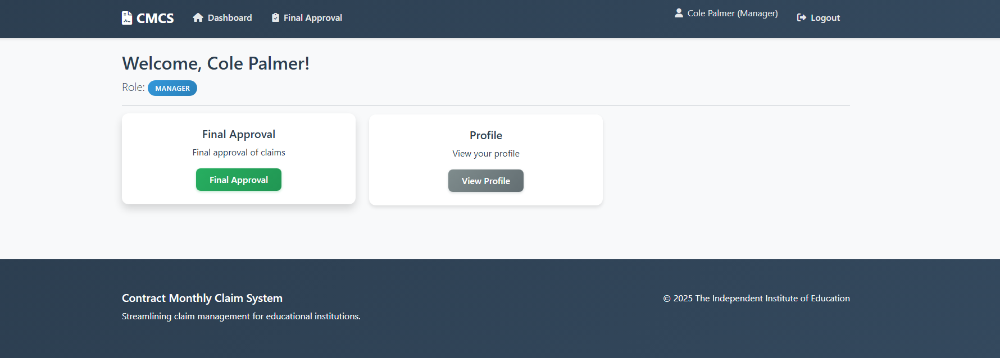 CMCS
Dashboard
Final Approval
Cole Palmer (Manager)
Logout
Welcome, Cole Palmer!
Role: MANAGER
Final Approval
Final approval of claims
Final Approval
Profile
View your profile
View Profile
Contract Monthly Claim System
Streamlining claim management for educational institutions.
© 2025 The Independent Institute of Education